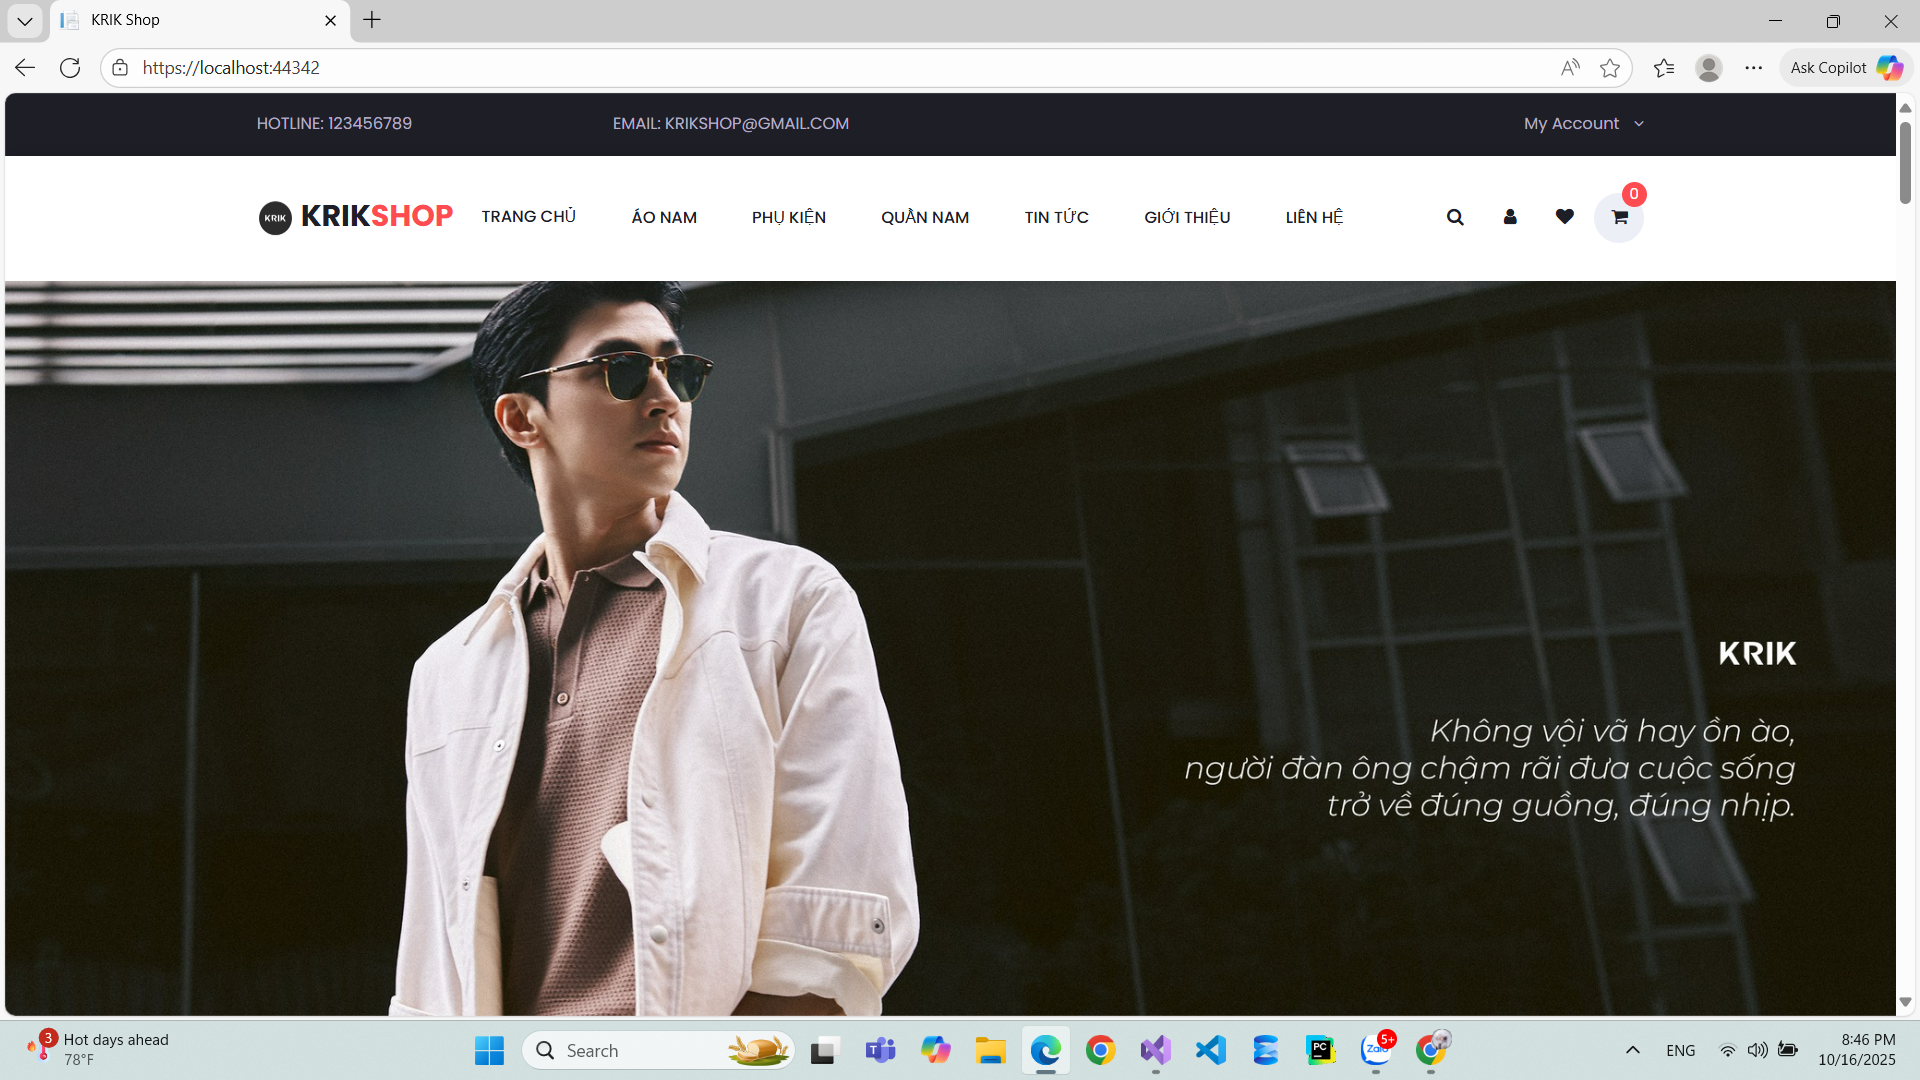 KRIK Shop
https://localhost:44342
Ask Copilot
HOTLINE: 123456789
EMAIL: KRIKSHOP@GMAIL.COM
My Account
KRIK
KRIKSHOP
TRANG CHỦ
ÁO NAM
PHỤ KIỆN
QUẦN NAM
TIN TỨC
GIỚI THIỆU
LIÊN HỆ
0
KRIK
Không vội vã hay ồn ào,
người đàn ông chậm rãi đưa cuộc sống
trở về đúng guồng, đúng nhịp.
3
Hot days ahead
78°F
Search
PC
Zalo
5+
ENG
8:46 PM
10/16/2025